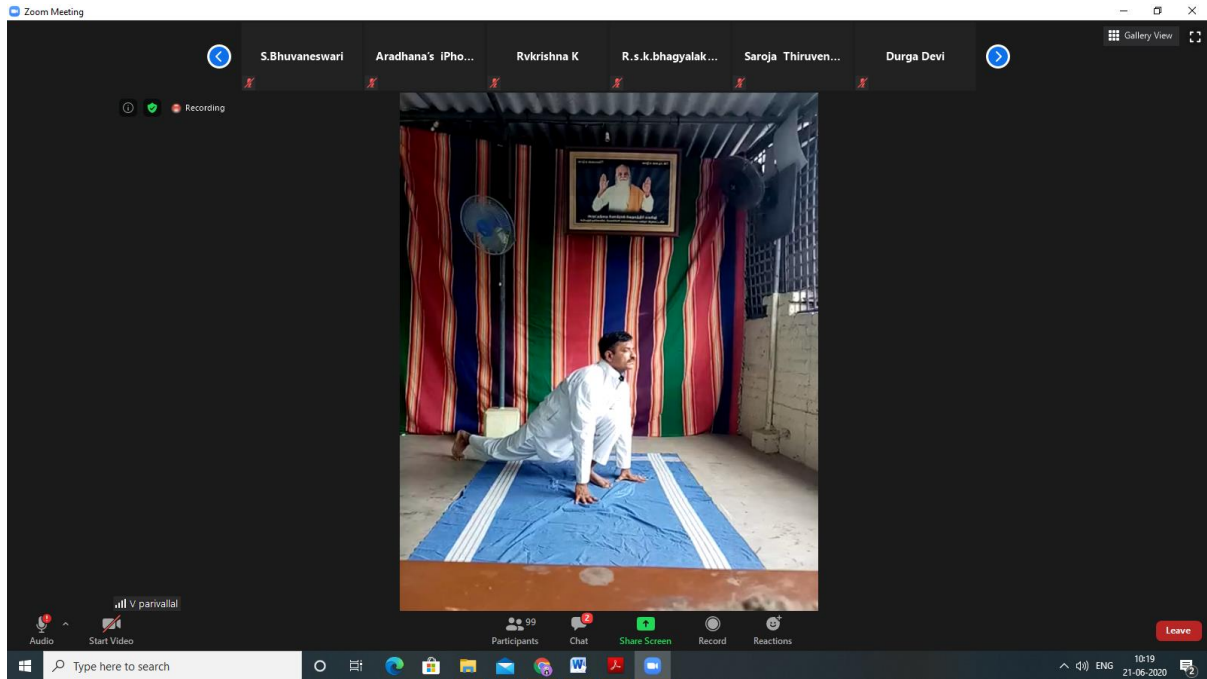 Zoom Meeting
Gallery View
S.Bhuvaneswari
Aradhana's iPho...
Rvkrishna K
R.s.k.bhagyalak...
Saroja Thiruven...
Durga Devi
Recording
V parivallal
Audio
Start Video
99
Participants
2
Chat
Share Screen
Record
Reactions
Leave
Type here to search
ENG
10:19
21-06-2020
2